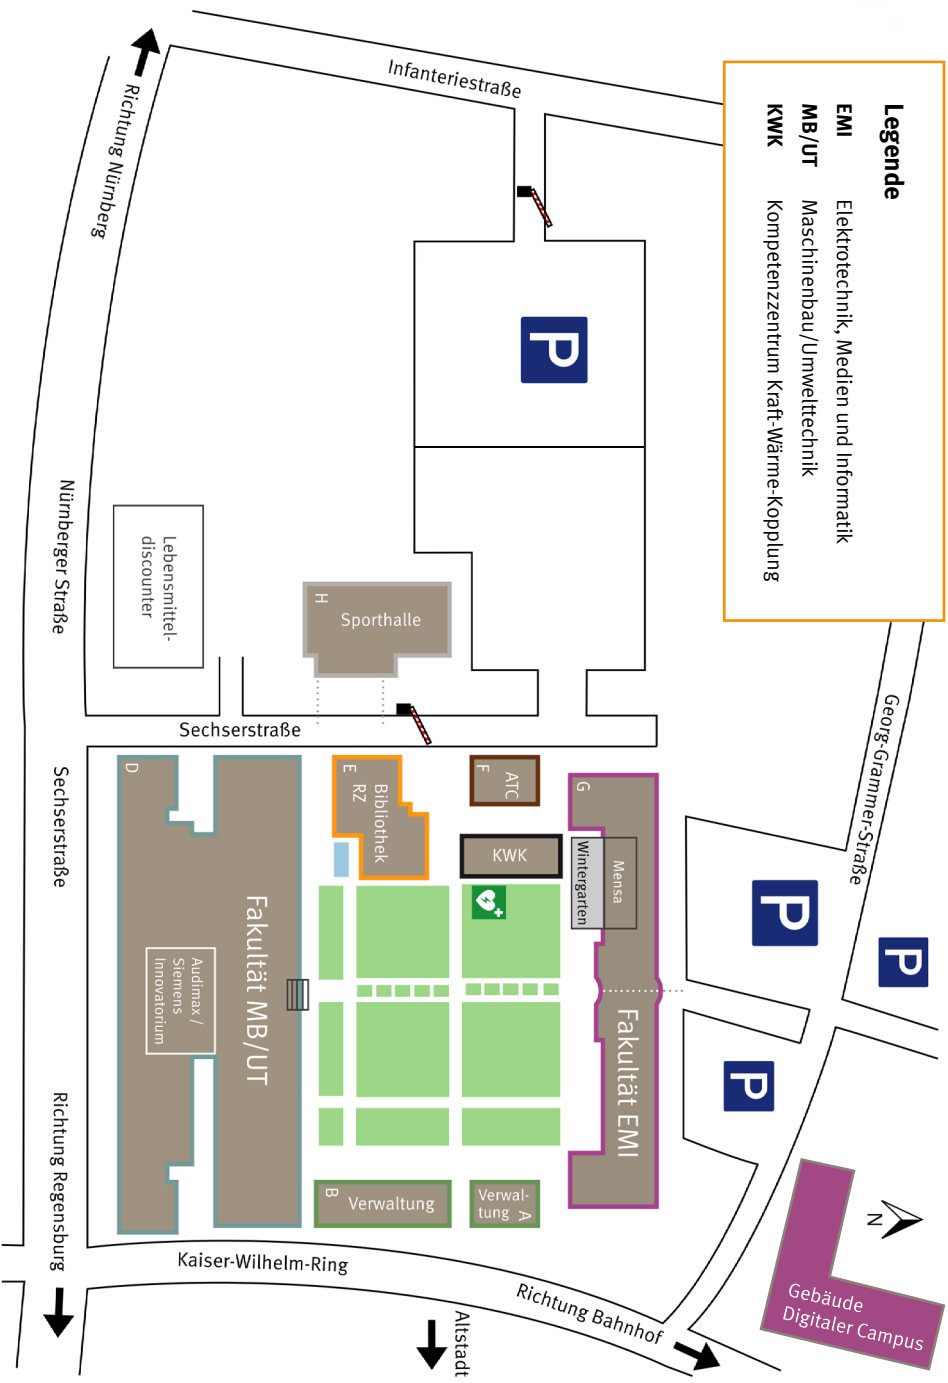 Legende
EMI Elektrotechnik, Medien und Informatik
MB/UT Maschinenbau/Umwelttechnik
KWK Kompetenzzentrum Kraft-Wärme-Kopplung
Infanteriestraße
Richtung Nürnberg
P
Nürnberger Straße
Lebensmittel-
discounter
H
Sporthalle
Georg-Grammer-Straße
Sechserstraße
Sechserstraße
D
E
Bibliothek
RZ
F
ATC
G
KWK
Mensa
Wintergarten
P
P
P
Fakultät MB/UT
Audimax /
Siemens
Innovatorium
Fakultät EMI
Richtung Regensburg
B
Verwaltung
Verwal-
tung A
N
Kaiser-Wilhelm-Ring
Richtung Bahnhof
Altstadt
Gebäude
Digitaler Campus